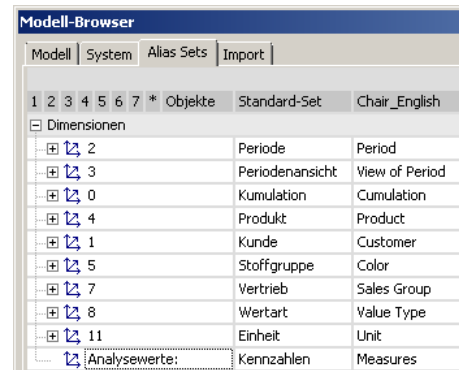 Modell-Browser
Modell System Alias Sets Import
1 2 3 4 5 6 7 * Objekte Standard-Set Chair_English
Dimensionen
2 Periode Period
3 Periodenansicht View of Period
0 Kumulation Cumulation
4 Produkt Product
1 Kunde Customer
5 Stoffgruppe Color
7 Vertrieb Sales Group
8 Wertart Value Type
11 Einheit Unit
Analysewerte: Kennzahlen Measures